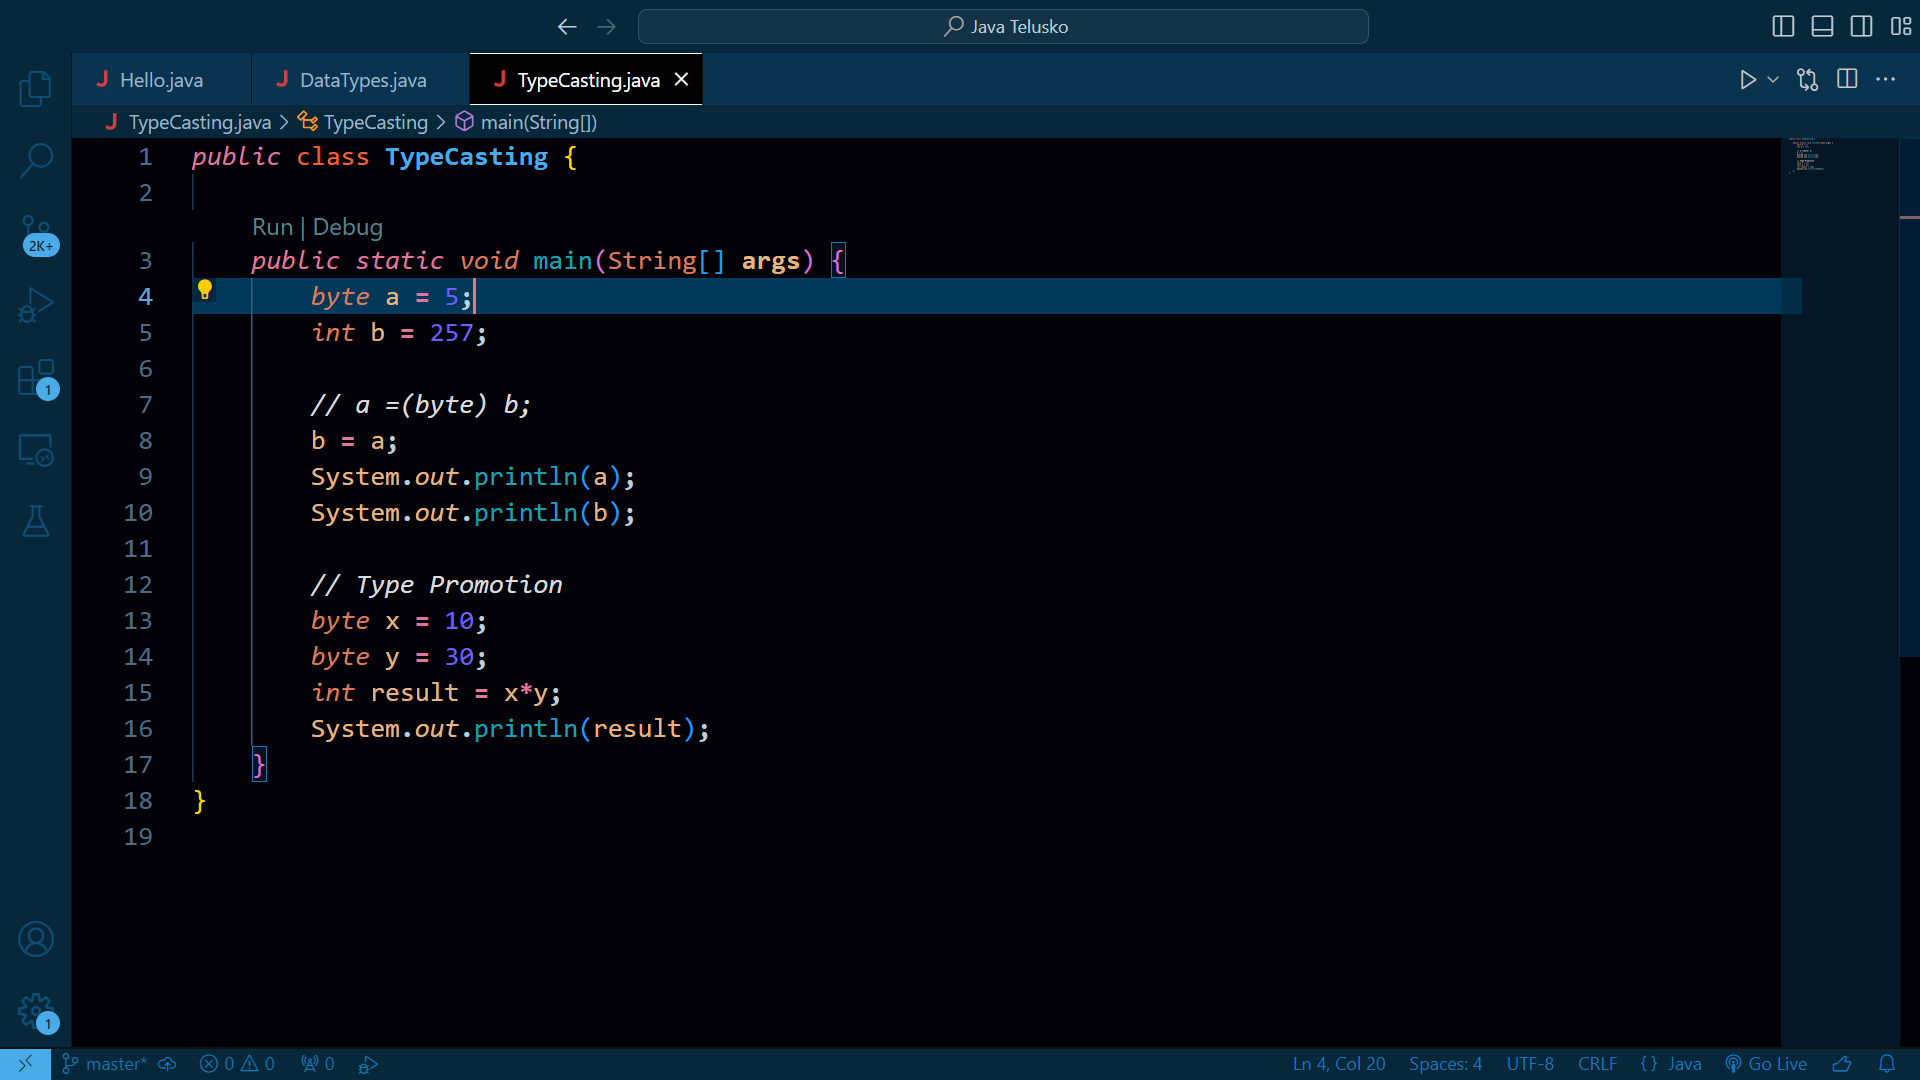 Java Telusko
Hello.java DataTypes.java TypeCasting.java
TypeCasting.java > TypeCasting > main(String[])
1 public class TypeCasting {
2
Run | Debug
3 public static void main(String[] args) {
4 byte a = 5;
5 int b = 257;
6
7 // a =(byte) b;
8 b = a;
9 System.out.println(a);
10 System.out.println(b);
11
12 // Type Promotion
13 byte x = 10;
14 byte y = 30;
15 int result = x*y;
16 System.out.println(result);
17 }
18 }
19
2K+
1
1
master* 0 0 0 Ln 4, Col 20 Spaces: 4 UTF-8 CRLF {} Java Go Live